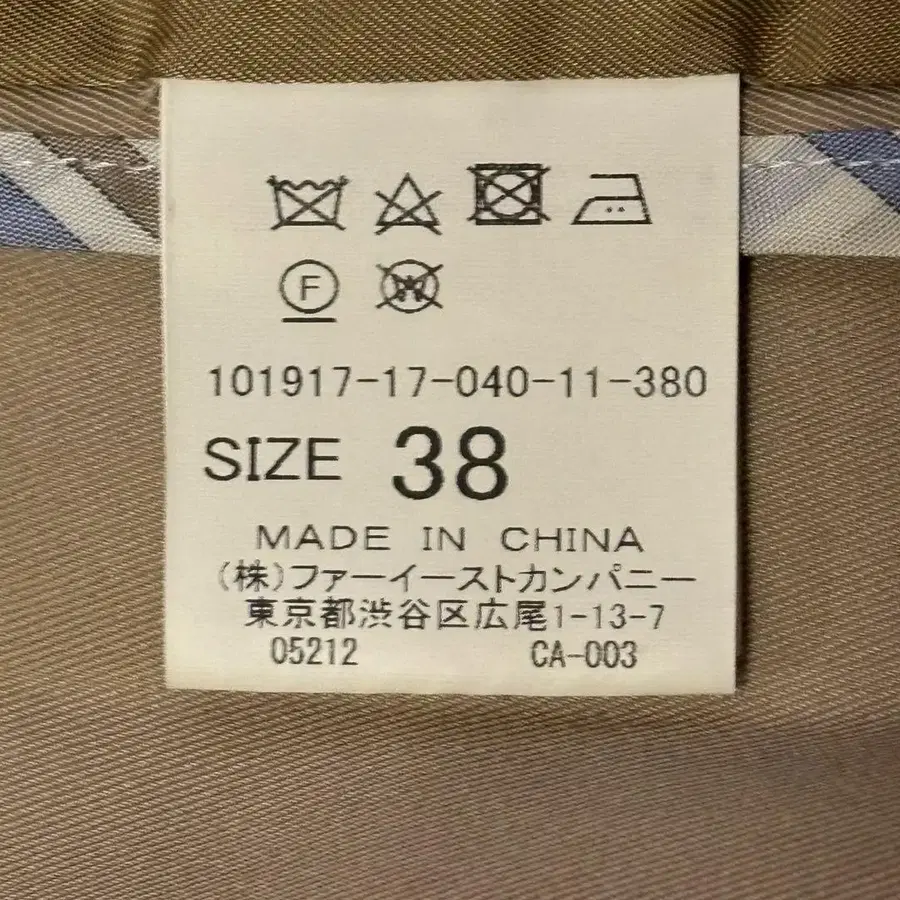 F
W
101917-17-040-11-380
SIZE 38
MADE IN CHINA
(株)ファーイーストカンパニー
東京都渋谷区広尾1-13-7
05212 CA-003